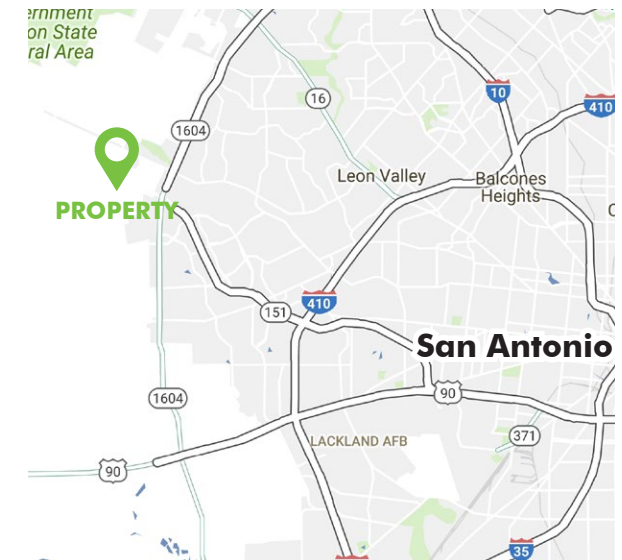 ernment
on State
ral Area
10
410
16
1604
Leon Valley
Balcones
Heights
PROPERTY
C
410
151
San Antonio
1604
90
371
LACKLAND AFB
90
35